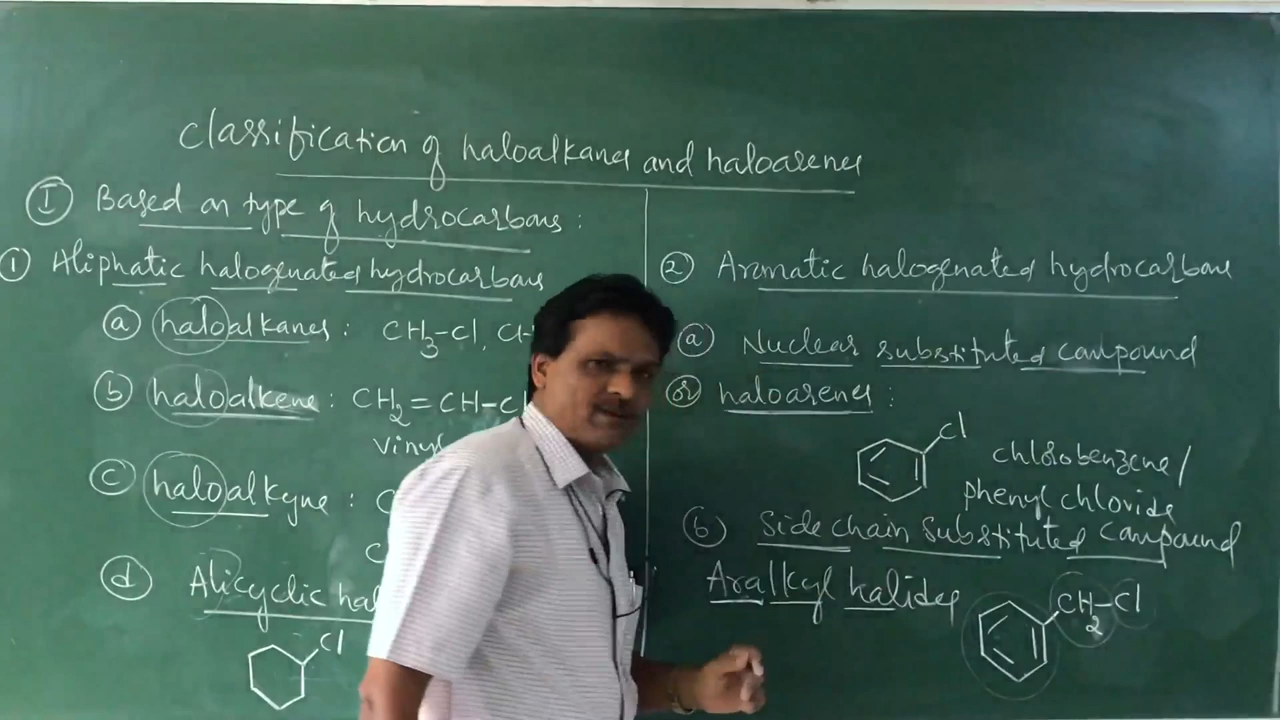 Classification of haloalkanes and haloarenes
I Based on type of hydrocarbons :
1 Aliphatic halogenated hydrocarbons
a haloalkanes : CH3-Cl,
b haloalkene : CH2=CH-Cl
vinyl
c haloalkyne :
d Alicyclic
Cl
2 Aromatic halogenated hydrocarbons
a Nuclear substituted compound
or haloarenes :
Cl
chlorobenzene/
phenyl chloride
b Side chain substituted compound
Aralkyl halides
CH2-Cl